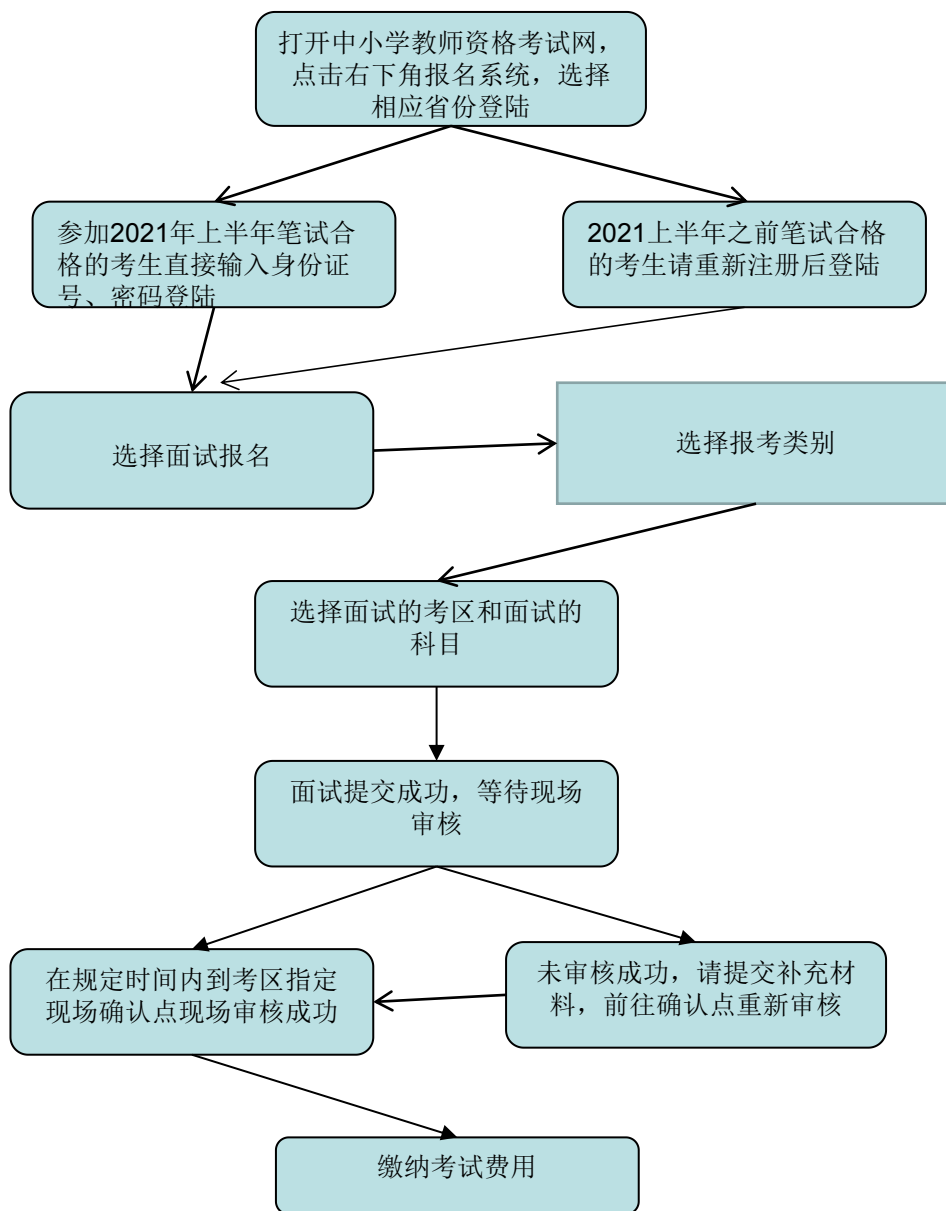 打开中小学教师资格考试网，
点击右下角报名系统，选择
相应省份登陆
参加2021年上半年笔试合
格的考生直接输入身份证
号、密码登陆
2021上半年之前笔试合格
的考生请重新注册后登陆
选择面试报名
选择报考类别
选择面试的考区和面试的
科目
面试提交成功，等待现场
审核
在规定时间内到考区指定
现场确认点现场审核成功
未审核成功，请提交补充材
料，前往确认点重新审核
缴纳考试费用